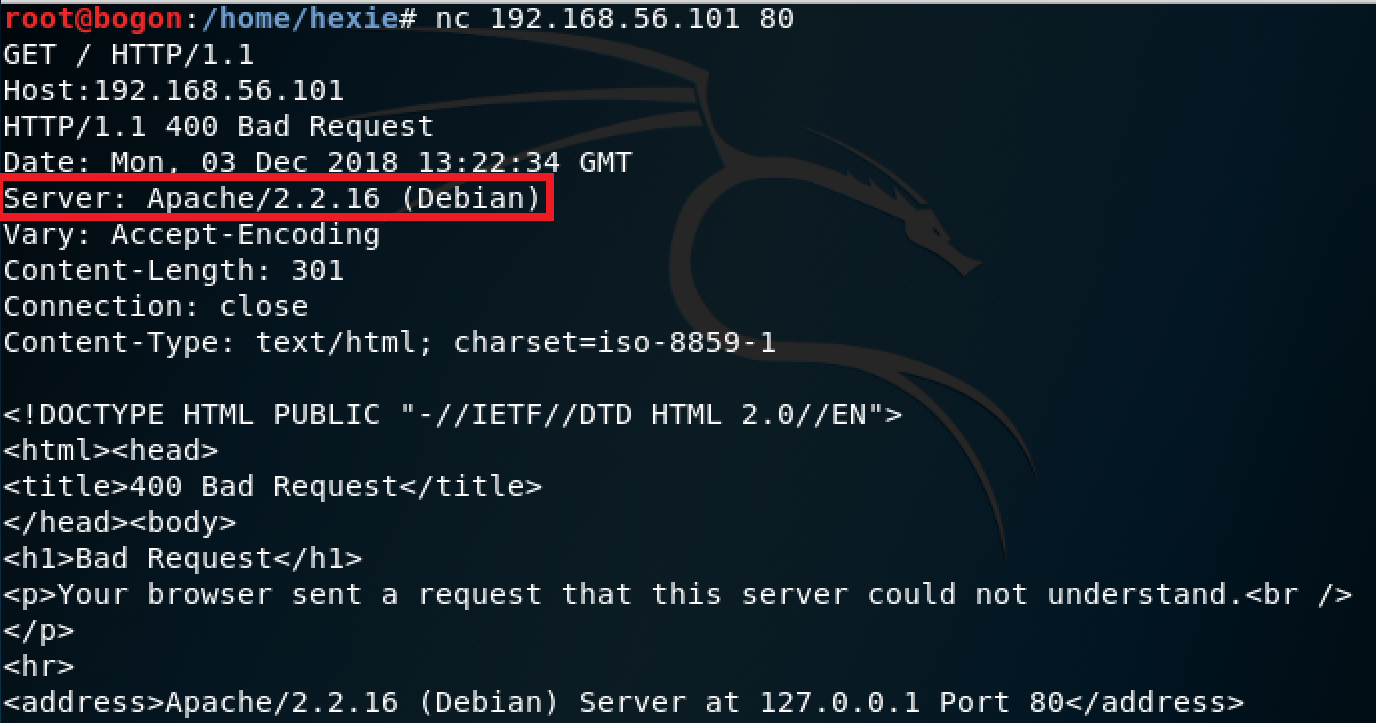 root@bogon:/home/hexie# nc 192.168.56.101 80
GET / HTTP/1.1
Host:192.168.56.101
HTTP/1.1 400 Bad Request
Date: Mon, 03 Dec 2018 13:22:34 GMT
Server: Apache/2.2.16 (Debian)
Vary: Accept-Encoding
Content-Length: 301
Connection: close
Content-Type: text/html; charset=iso-8859-1

<!DOCTYPE HTML PUBLIC "-//IETF//DTD HTML 2.0//EN">
<html><head>
<title>400 Bad Request</title>
</head><body>
<h1>Bad Request</h1>
<p>Your browser sent a request that this server could not understand.<br />
</p>
<hr>
<address>Apache/2.2.16 (Debian) Server at 127.0.0.1 Port 80</address>